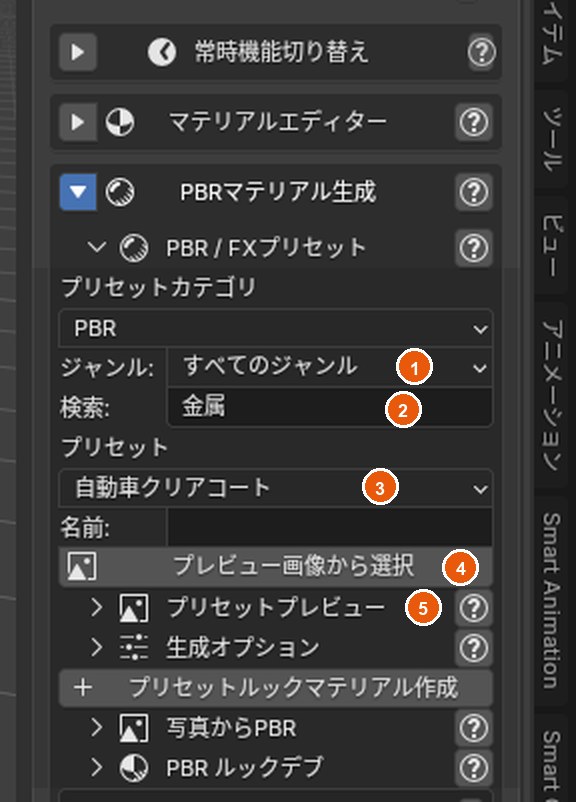 常時機能切り替え
?
マテリアルエディター
?
PBRマテリアル生成
?
PBR / FXプリセット
?
プリセットカテゴリ
PBR
ジャンル: すべてのジャンル 1
検索: 金属 2
プリセット
自動車クリアコート 3
名前:
プレビュー画像から選択 4
プリセットプレビュー 5 ?
生成オプション ?
+ プリセットルックマテリアル作成
写真からPBR ?
PBR ルックデブ ?
イテム
ツール
ビュー
アニメーション
Smart Animation
Smart